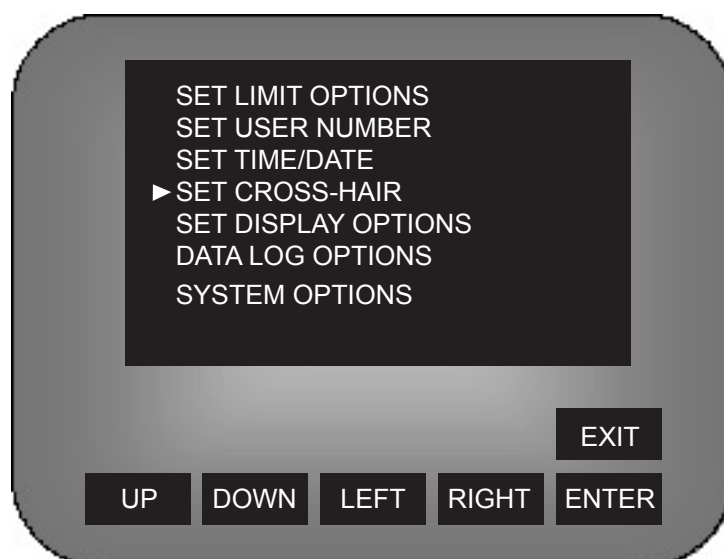 SET LIMIT OPTIONS
SET USER NUMBER
SET TIME/DATE
►SET CROSS-HAIR
SET DISPLAY OPTIONS
DATA LOG OPTIONS
SYSTEM OPTIONS
EXIT
UP DOWN LEFT RIGHT ENTER